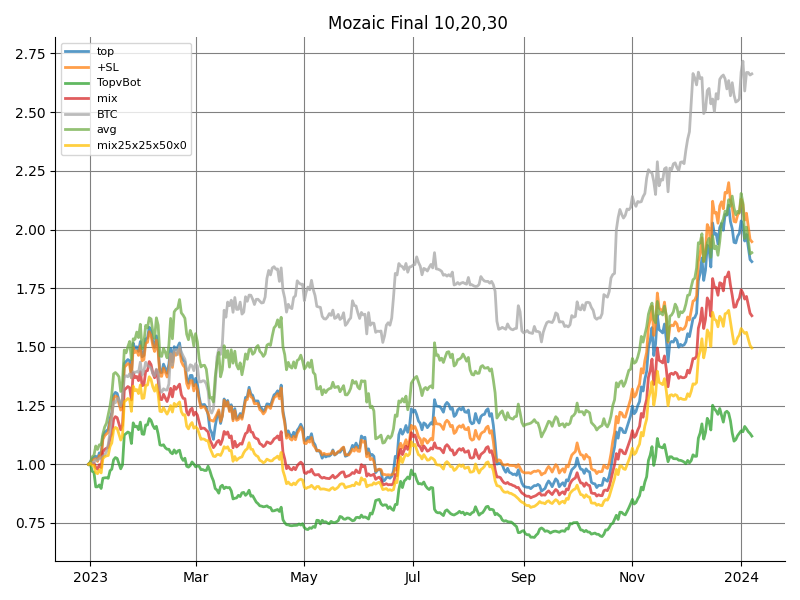 Mozaic Final 10,20,30
2.75
2.50
2.25
2.00
1.75
1.50
1.25
1.00
0.75
top
+SL
TopvBot
mix
BTC
avg
mix25x25x50x0
2023
Mar
May
Jul
Sep
Nov
2024